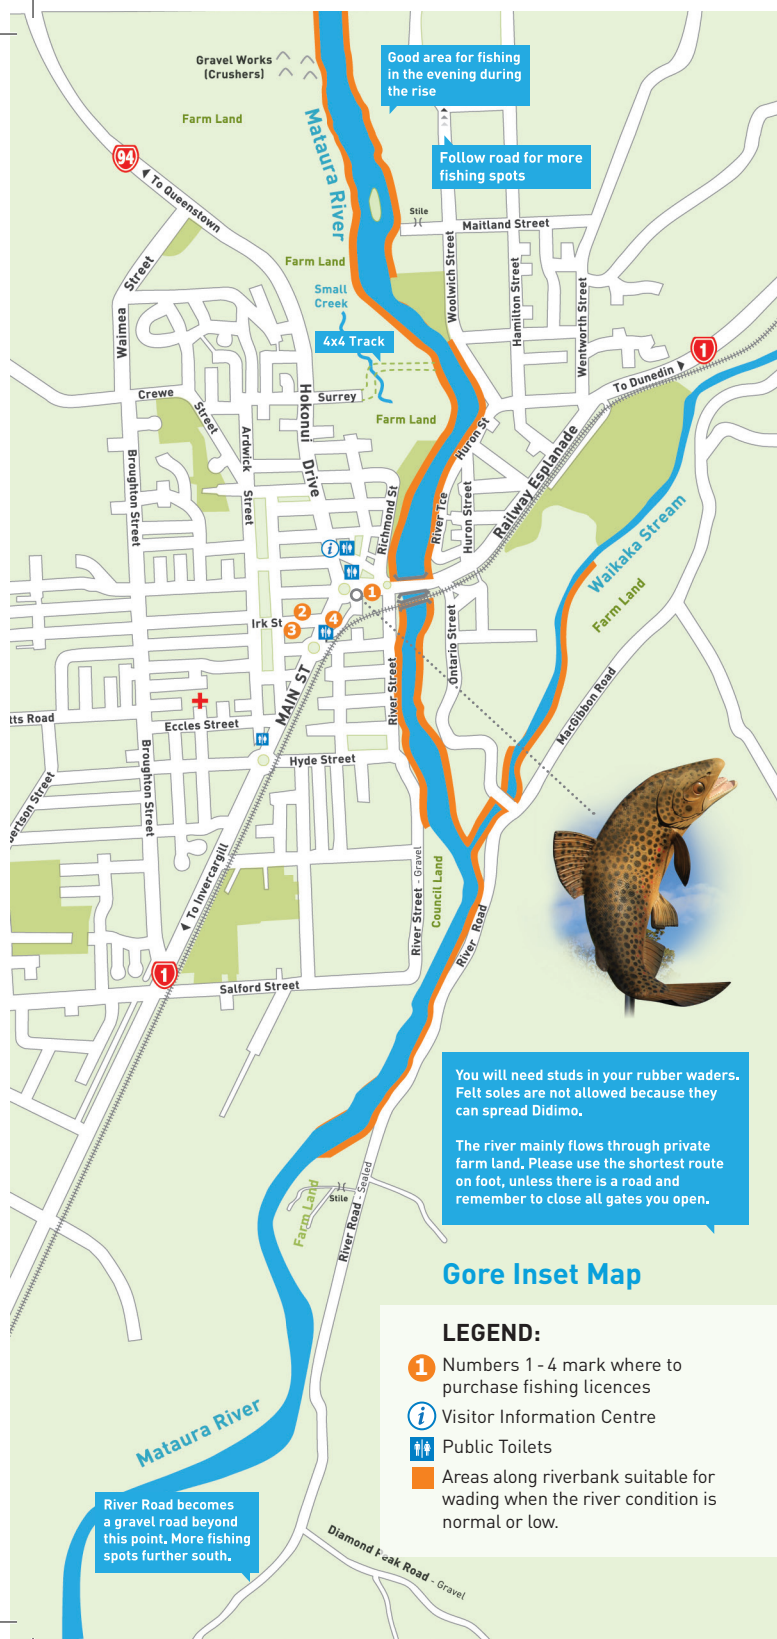 Gravel Works
(Crushers)
Good area for fishing
in the evening during
the rise
Farm Land
Mataura River
94
To Queenstown
Follow road for more
fishing spots
Stile
Maitland Street
Woolwich Street
Hamilton Street
Wentworth Street
Waimea
Street
Farm Land
Small
Creek
4x4 Track
1
To Dunedin
Crewe
Street
Surrey
Hokonui
Drive
Ardwick
Street
Broughton Street
Farm Land
Huron St
Railway Esplanade
Richmond St
River Tce
Huron Street
Waikaka Stream
Farm Land
i
1
2
3
4
Irk St
Ontario Street
MAIN ST
River Street
MacGibbon Road
tts Road
Eccles Street
Hyde Street
Broughton Street
ertson Street
To Invercargill
River Street - Gravel
Council Land
River Road
1
Salford Street
You will need studs in your rubber waders.
Felt soles are not allowed because they
can spread Didimo.
The river mainly flows through private
farm land. Please use the shortest route
on foot, unless there is a road and
remember to close all gates you open.
Stile
Farm Land
River Road - Sealed
Gore Inset Map
LEGEND:
1 Numbers 1 - 4 mark where to
purchase fishing licences
i Visitor Information Centre
Public Toilets
Areas along riverbank suitable for
wading when the river condition is
normal or low.
Mataura River
River Road becomes
a gravel road beyond
this point. More fishing
spots further south.
Diamond Peak Road - Gravel